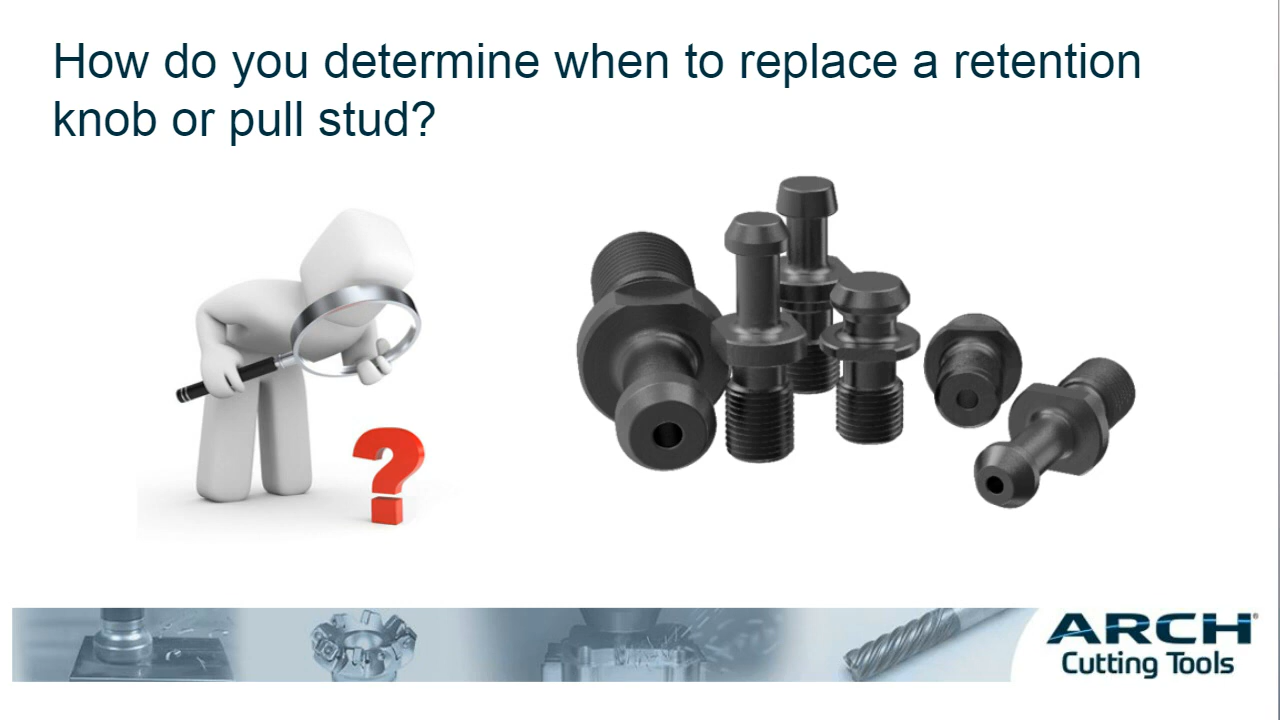 How do you determine when to replace a retention
knob or pull stud?
?
ARCH®
Cutting Tools